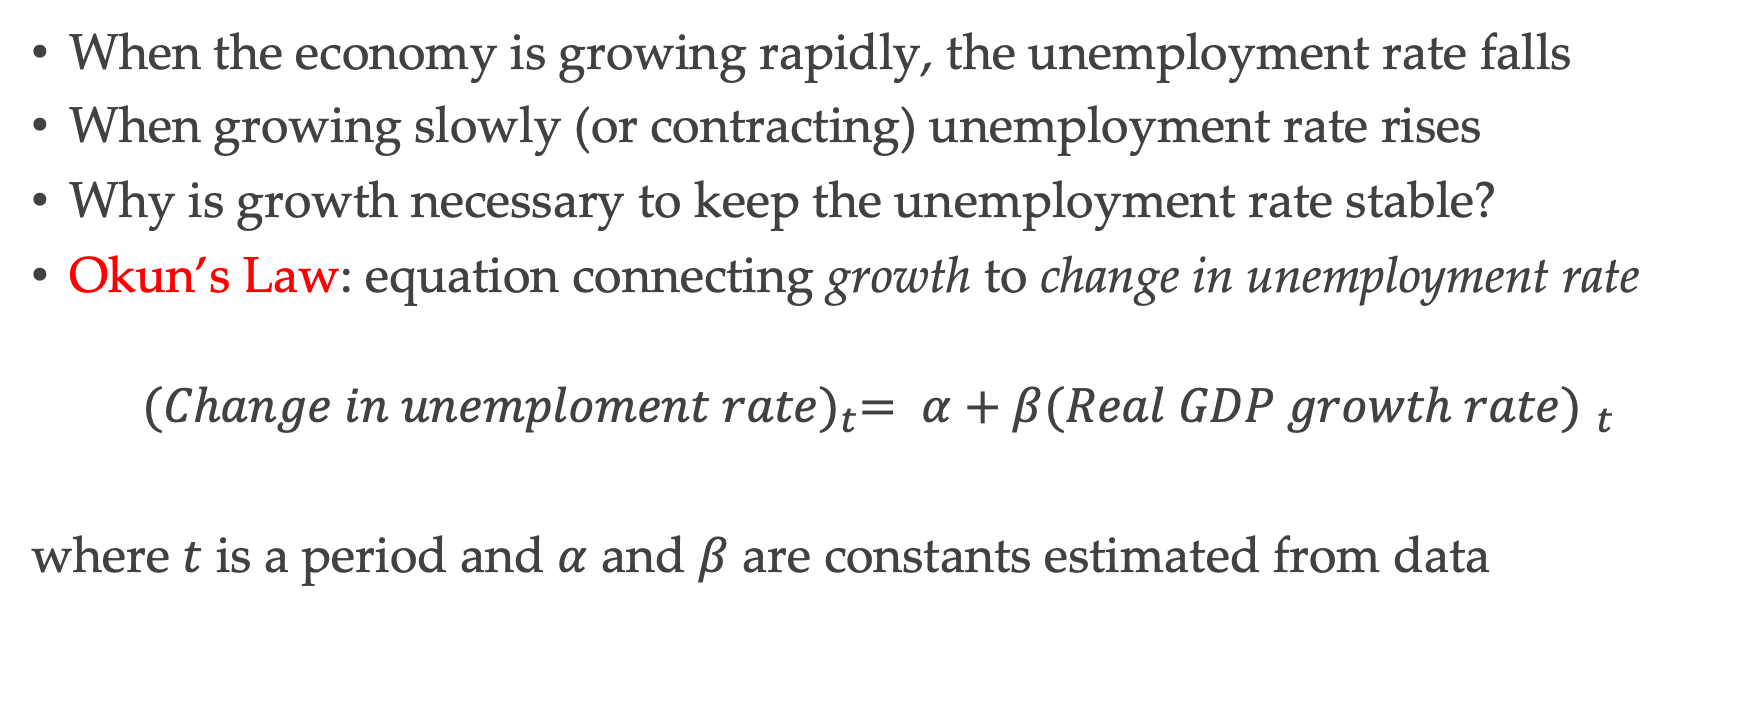 • When the economy is growing rapidly, the unemployment rate falls
• When growing slowly (or contracting) unemployment rate rises
• Why is growth necessary to keep the unemployment rate stable?
• Okun’s Law: equation connecting growth to change in unemployment rate
(Change in unemploment rate)ₜ= α + β(Real GDP growth rate) ₜ
where t is a period and α and β are constants estimated from data